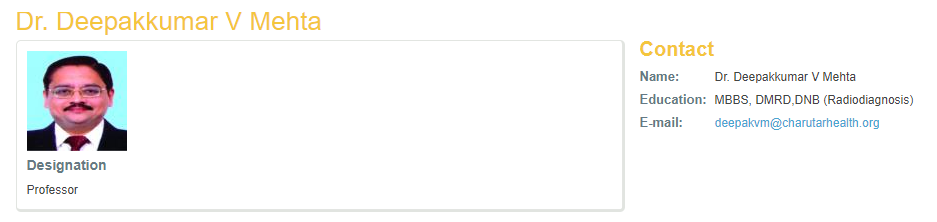 Dr. Deepakkumar V Mehta
Designation
Professor
Contact
Name: Dr. Deepakkumar V Mehta
Education: MBBS, DMRD,DNB (Radiodiagnosis)
E-mail: deepakvm@charutarhealth.org